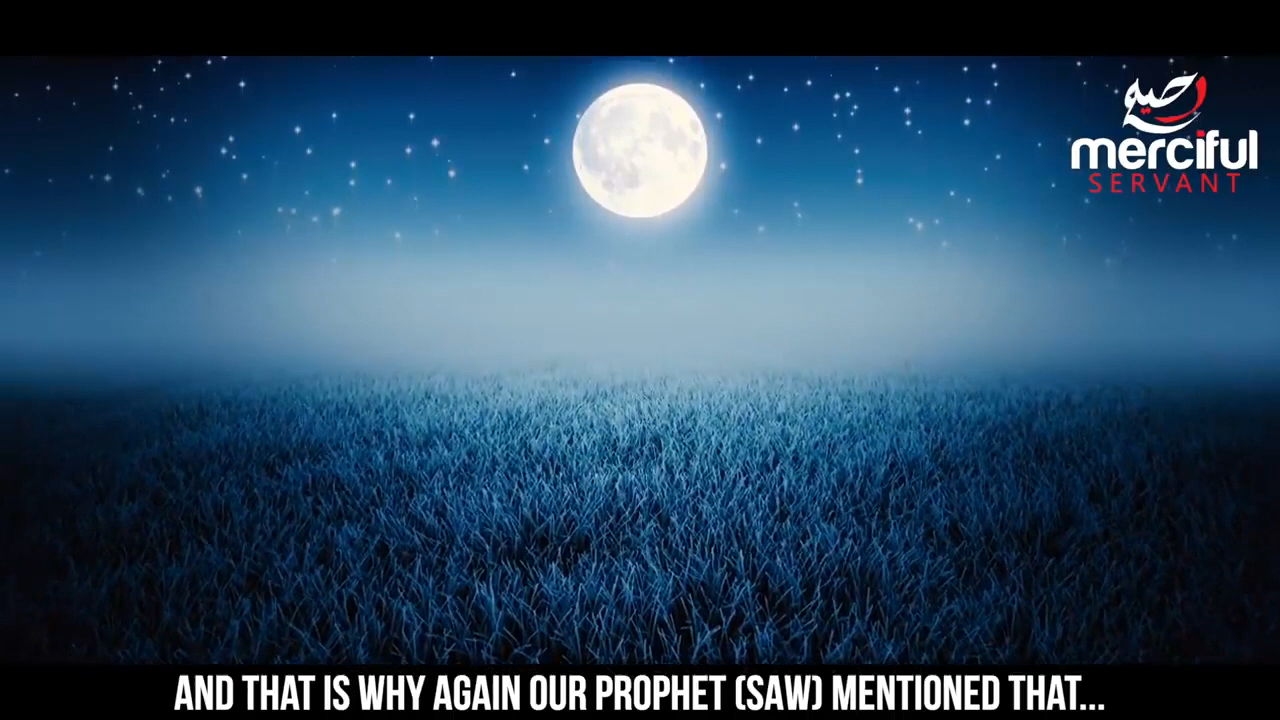 merciful
SERVANT
AND THAT IS WHY AGAIN OUR PROPHET (SAW) MENTIONED THAT...